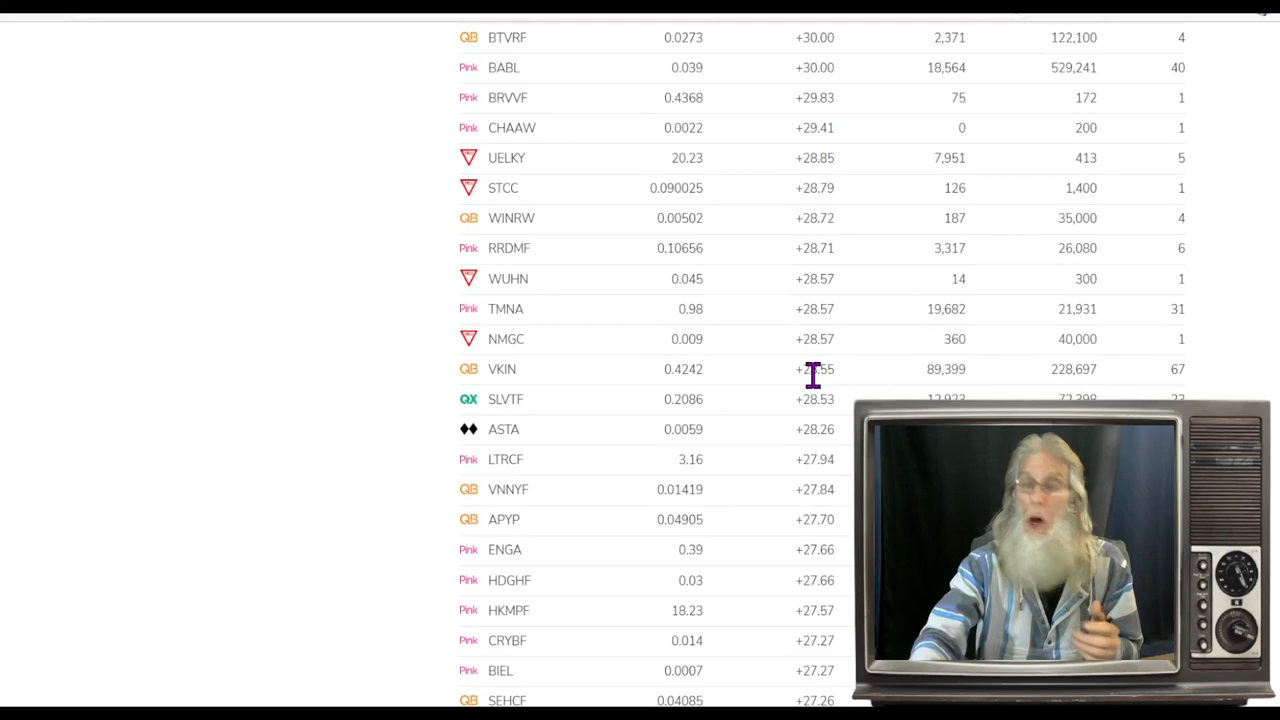 QB BTVRF 0.0273 +30.00 2,371 122,100 4
Pink BABL 0.039 +30.00 18,564 529,241 40
Pink BRVVF 0.4368 +29.83 75 172 1
Pink CHAAW 0.0022 +29.41 0 200 1
UELKY 20.23 +28.85 7,951 413 5
STCC 0.090025 +28.79 126 1,400 1
QB WINRW 0.00502 +28.72 187 35,000 4
Pink RRDMF 0.10656 +28.71 3,317 26,080 6
WUHN 0.045 +28.57 14 300 1
Pink TMNA 0.98 +28.57 19,682 21,931 31
NMGC 0.009 +28.57 360 40,000 1
QB VKIN 0.4242 +28.55 89,399 228,697 67
QX SLVTF 0.2086 +28.53 12,923 72,398 23
ASTA 0.0059 +28.26
Pink LTRCF 3.16 +27.94
QB VNNYF 0.01419 +27.84
QB APYP 0.04905 +27.70
Pink ENGA 0.39 +27.66
Pink HDGHF 0.03 +27.66
Pink HKMPF 18.23 +27.57
Pink CRYBF 0.014 +27.27
Pink BIEL 0.0007 +27.27
QB SEHCF 0.04085 +27.26